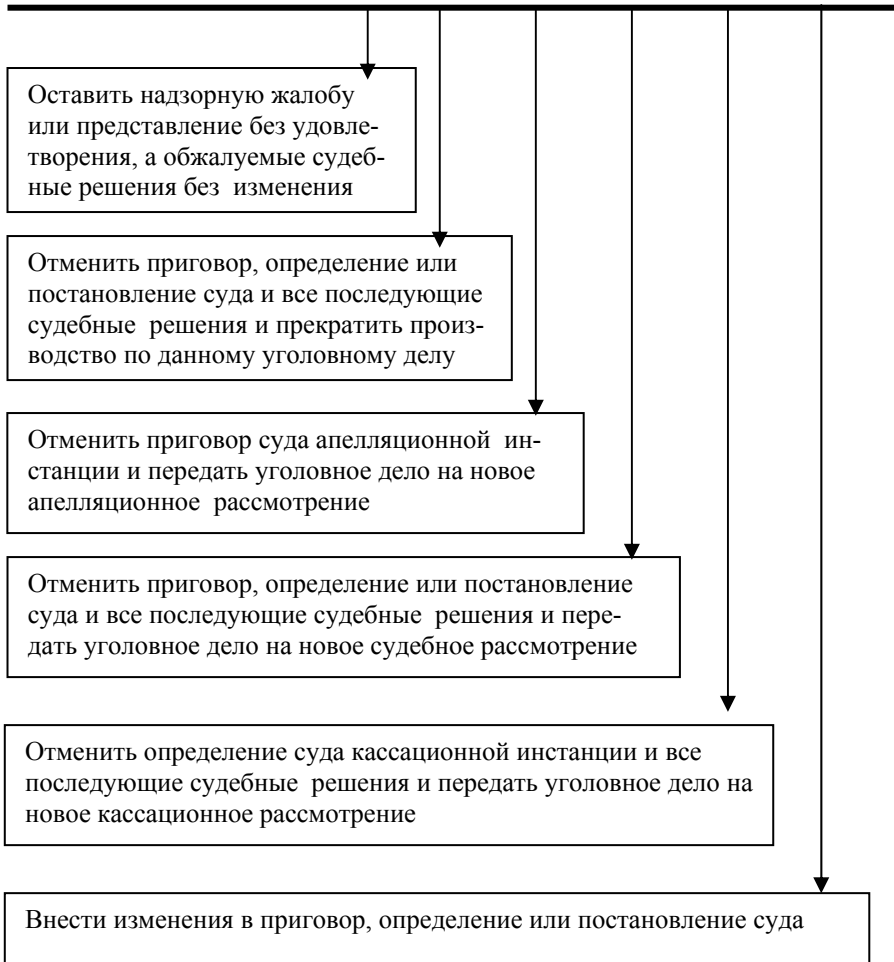 Оставить надзорную жалобу
или представление без удовле-
творения, а обжалуемые судеб-
ные решения без изменения
Отменить приговор, определение или
постановление суда и все последующие
судебные решения и прекратить произ-
водство по данному уголовному делу
Отменить приговор суда апелляционной ин-
станции и передать уголовное дело на новое
апелляционное рассмотрение
Отменить приговор, определение или постановление
суда и все последующие судебные решения и пере-
дать уголовное дело на новое судебное рассмотрение
Отменить определение суда кассационной инстанции и все
последующие судебные решения и передать уголовное дело на
новое кассационное рассмотрение
Внести изменения в приговор, определение или постановление суда